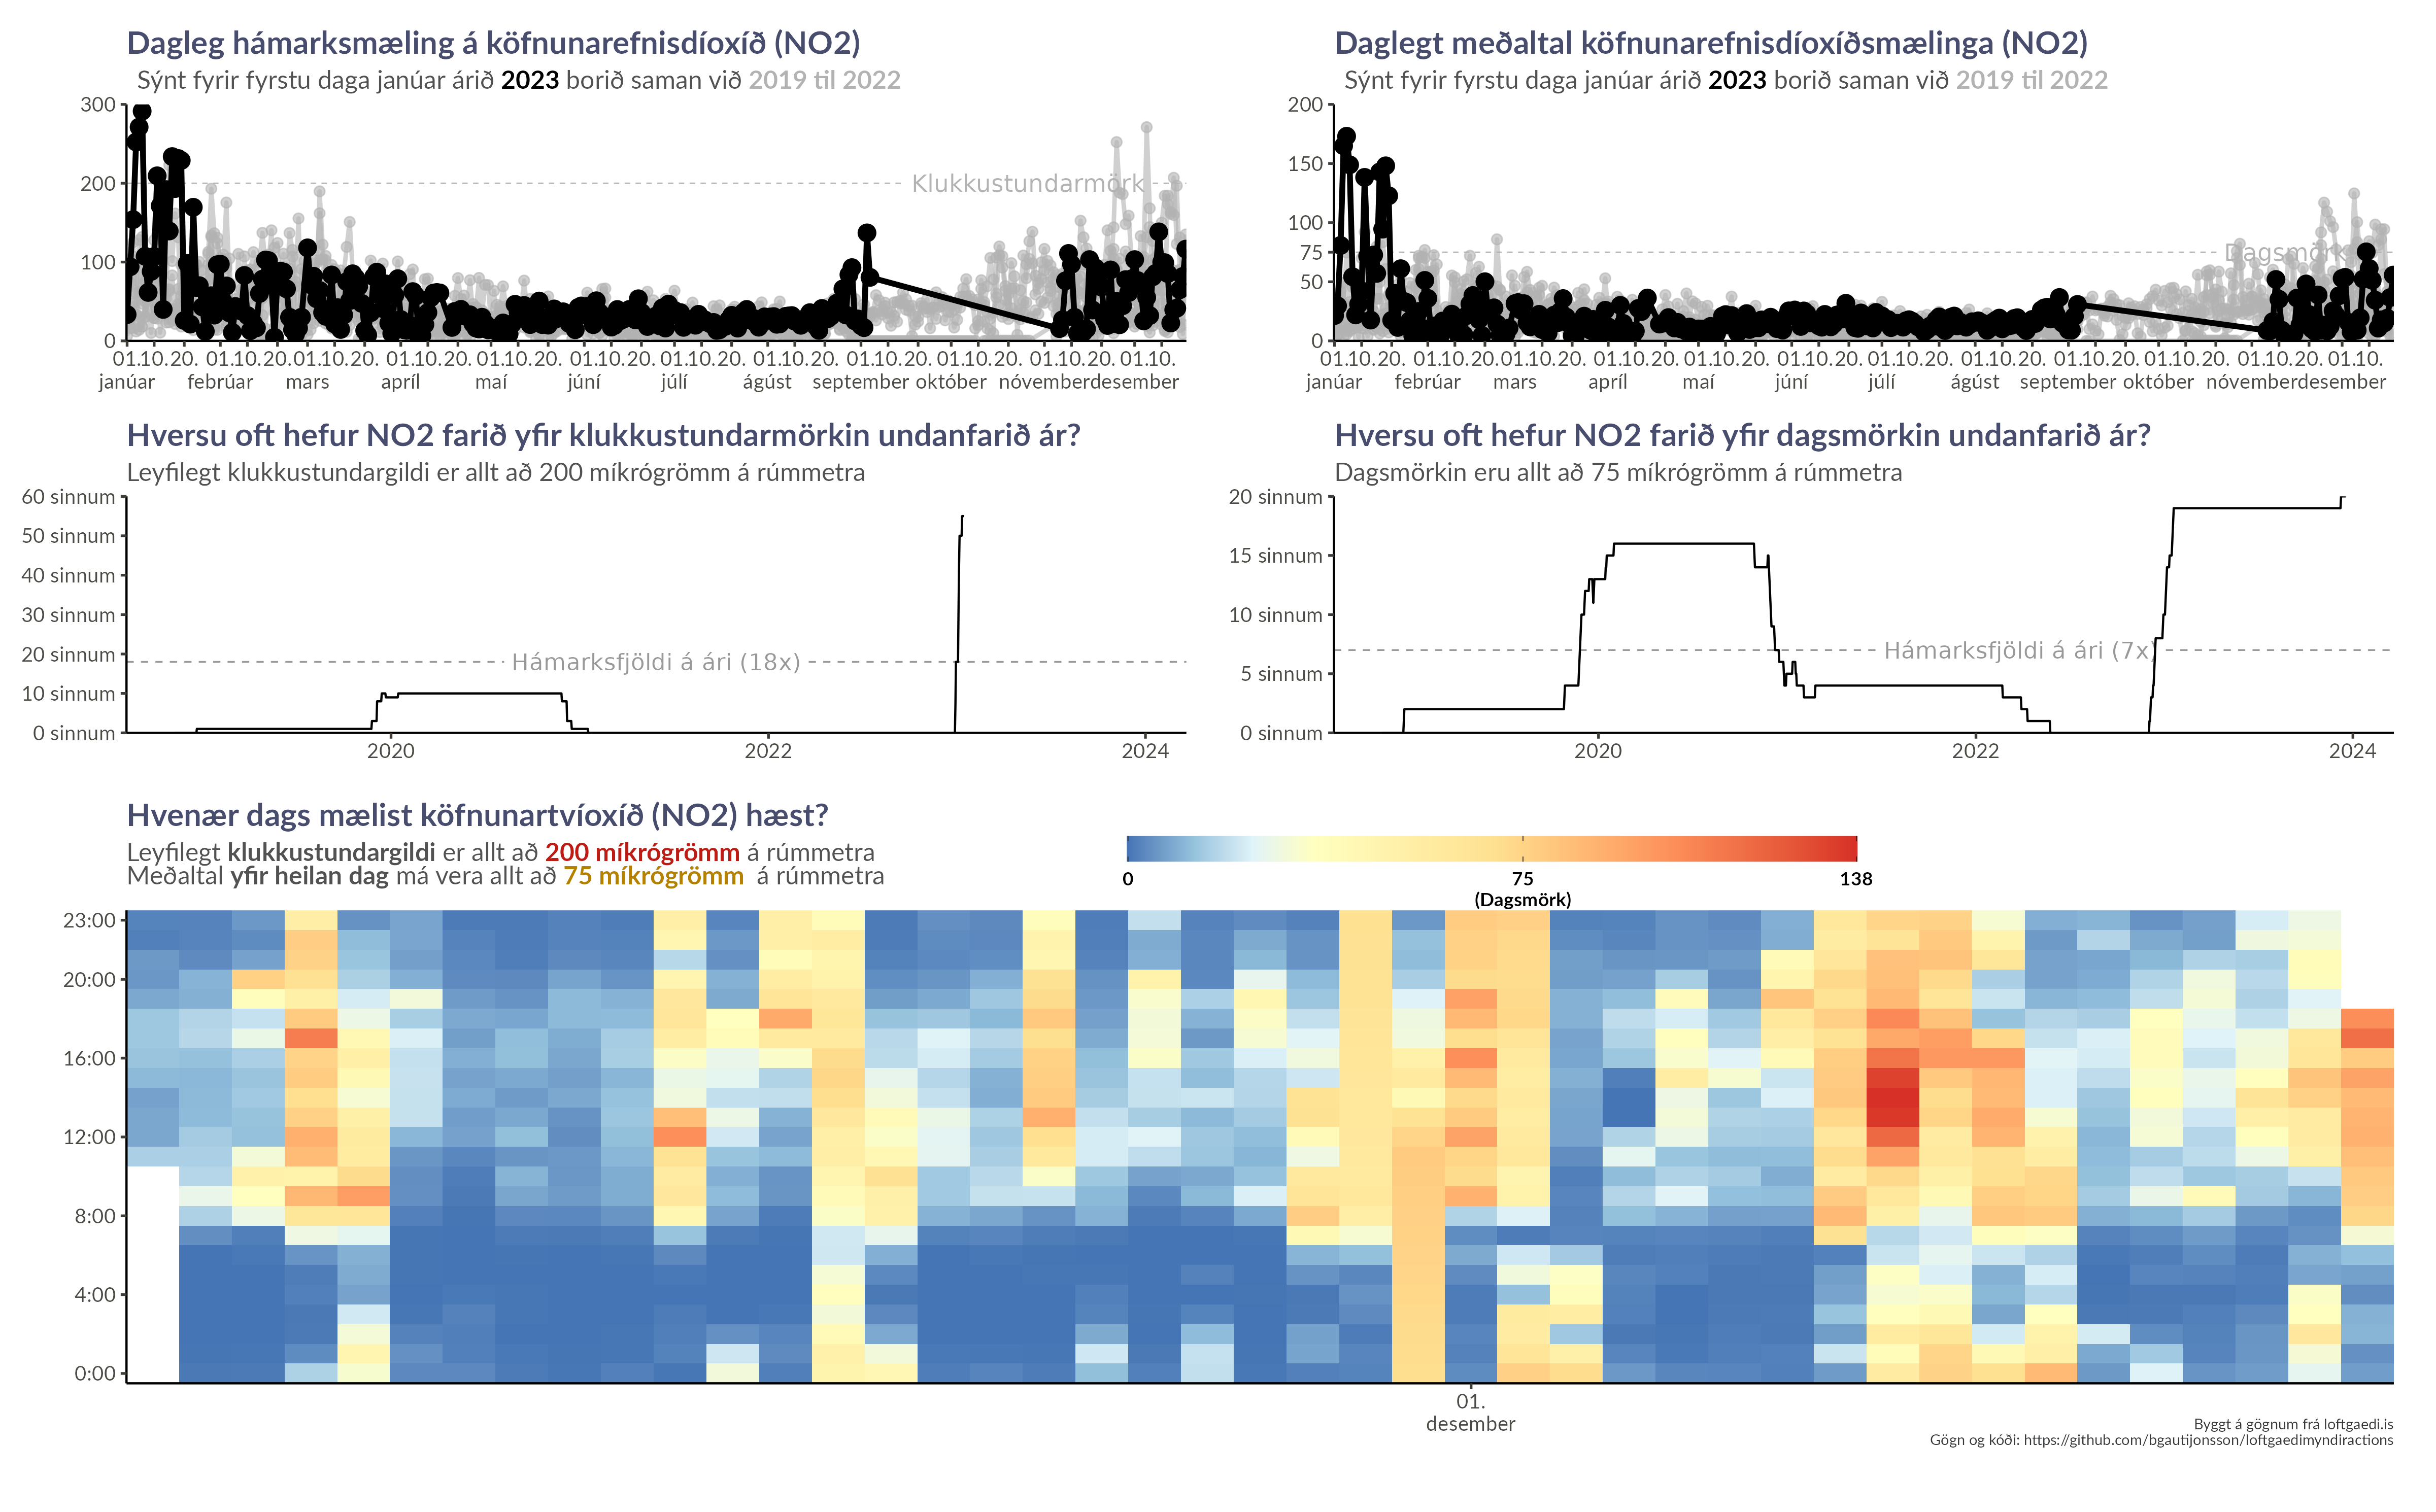 Dagleg hámarksmæling á köfnunarefnisdíoxíð (NO2)
Sýnt fyrir fyrstu daga janúar árið 2023 borið saman við 2019 til 2022
300
200
100
0
Klukkustundarmörk
01.10.20. 01.10.20. 01.10.20. 01.10.20. 01.10.20. 01.10.20. 01.10.20. 01.10.20. 01.10.20. 01.10.20. 01.10.20. 01.10.
janúar febrúar mars apríl maí júní júlí ágúst september október nóvember desember
Daglegt meðaltal köfnunarefnisdíoxíðsmælinga (NO2)
Sýnt fyrir fyrstu daga janúar árið 2023 borið saman við 2019 til 2022
200
150
100
75
50
0
Dagsmörk
01.10.20. 01.10.20. 01.10.20. 01.10.20. 01.10.20. 01.10.20. 01.10.20. 01.10.20. 01.10.20. 01.10.20. 01.10.20. 01.10.
janúar febrúar mars apríl maí júní júlí ágúst september október nóvember desember
Hversu oft hefur NO2 farið yfir klukkustundarmörkin undanfarið ár?
Leyfilegt klukkustundargildi er allt að 200 míkrógrömm á rúmmetra
60 sinnum
50 sinnum
40 sinnum
30 sinnum
20 sinnum
10 sinnum
0 sinnum
Hámarksfjöldi á ári (18x)
2020 2022 2024
Hversu oft hefur NO2 farið yfir dagsmörkin undanfarið ár?
Dagsmörkin eru allt að 75 míkrógrömm á rúmmetra
20 sinnum
15 sinnum
10 sinnum
5 sinnum
0 sinnum
Hámarksfjöldi á ári (7x)
2020 2022 2024
Hvenær dags mælist köfnunartvíoxíð (NO2) hæst?
Leyfilegt klukkustundargildi er allt að 200 míkrógrömm á rúmmetra
Meðaltal yfir heilan dag má vera allt að 75 míkrógrömm á rúmmetra
0 75 138
(Dagsmörk)
23:00
20:00
16:00
12:00
8:00
4:00
0:00
01.
desember
Byggt á gögnum frá loftgaedi.is
Gögn og kóði: https://github.com/bgautijonsson/loftgaedimyndiractions